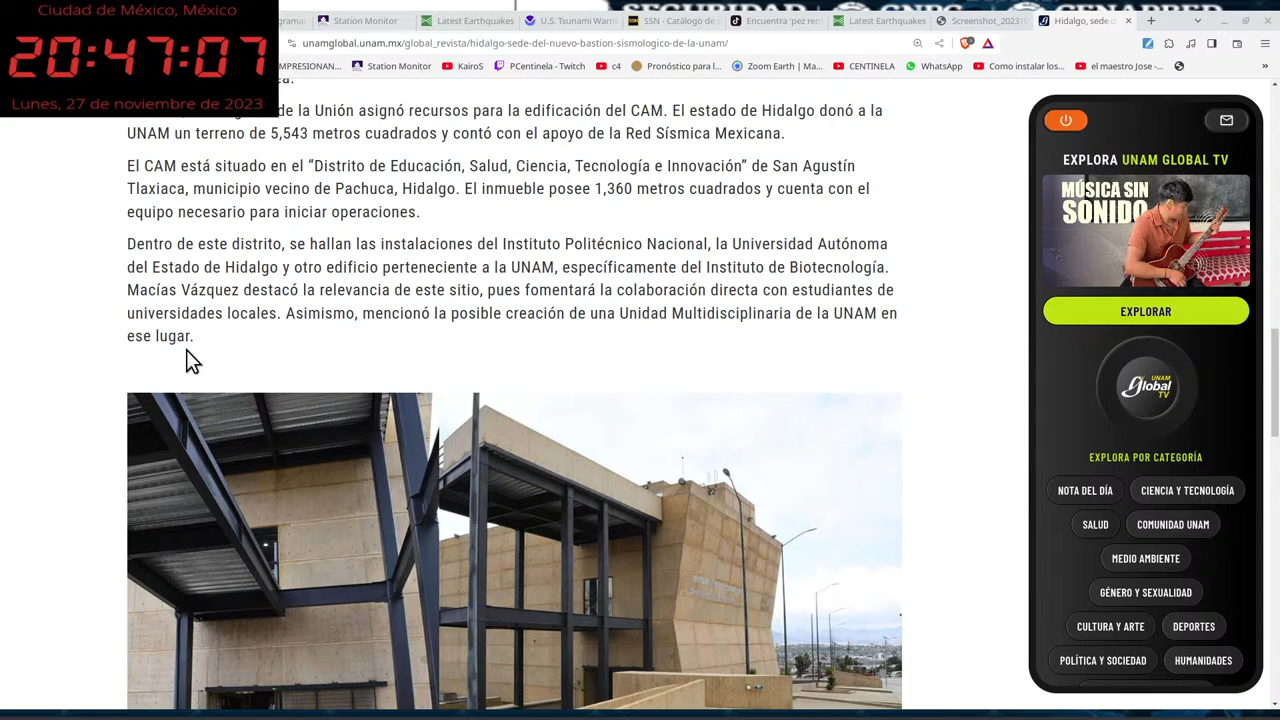 Ciudad de México, México
20:47:07
Lunes, 27 de noviembre de 2023
Station Monitor
Latest Earthquakes
U.S. Tsunami Warn
SSN - Catálogo de s
Encuentra 'pez rem
Latest Earthquakes
Screenshot_20231
Hidalgo, sede d
unamglobal.unam.mx/global_revista/hidalgo-sede-del-nuevo-bastion-sismologico-de-la-unam/
IMPRESIONAN...
Station Monitor
KairoS
PCentinela - Twitch
c4
Pronóstico para l...
Zoom Earth | Ma...
CENTINELA
WhatsApp
Como instalar los...
el maestro Jose -...
de la Unión asignó recursos para la edificación del CAM. El estado de Hidalgo donó a la
UNAM un terreno de 5,543 metros cuadrados y contó con el apoyo de la Red Sísmica Mexicana.
El CAM está situado en el “Distrito de Educación, Salud, Ciencia, Tecnología e Innovación” de San Agustín
Tlaxiaca, municipio vecino de Pachuca, Hidalgo. El inmueble posee 1,360 metros cuadrados y cuenta con el
equipo necesario para iniciar operaciones.
Dentro de este distrito, se hallan las instalaciones del Instituto Politécnico Nacional, la Universidad Autónoma
del Estado de Hidalgo y otro edificio perteneciente a la UNAM, específicamente del Instituto de Biotecnología.
Macías Vázquez destacó la relevancia de este sitio, pues fomentará la colaboración directa con estudiantes de
universidades locales. Asimismo, mencionó la posible creación de una Unidad Multidisciplinaria de la UNAM en
ese lugar.
EXPLORA UNAM GLOBAL TV
MÚSICA SIN
SONIDO
EXPLORAR
UNAM
global
TV
EXPLORA POR CATEGORÍA
NOTA DEL DÍA
CIENCIA Y TECNOLOGÍA
SALUD
COMUNIDAD UNAM
MEDIO AMBIENTE
GÉNERO Y SEXUALIDAD
CULTURA Y ARTE
DEPORTES
POLÍTICA Y SOCIEDAD
HUMANIDADES